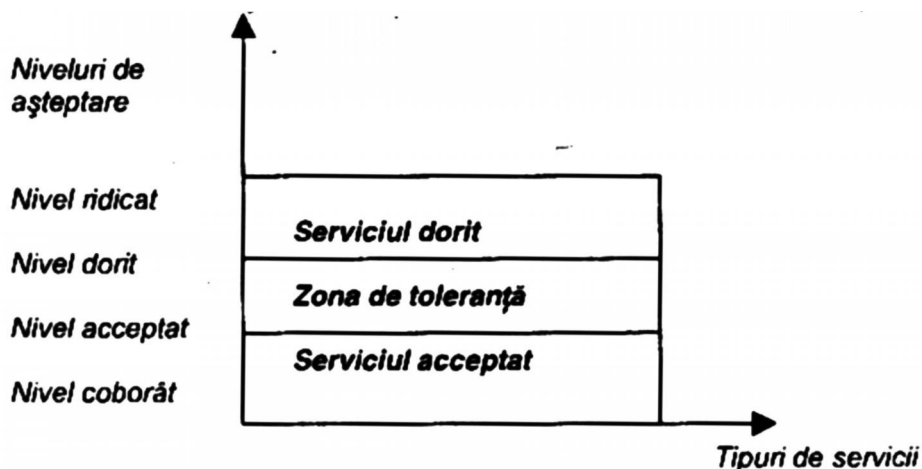 Niveluri de
aşteptare
Nivel ridicat
Serviciul dorit
Nivel dorit
Zona de toleranţă
Nivel acceptat
Serviciul acceptat
Nivel coborât
Tipuri de servicii